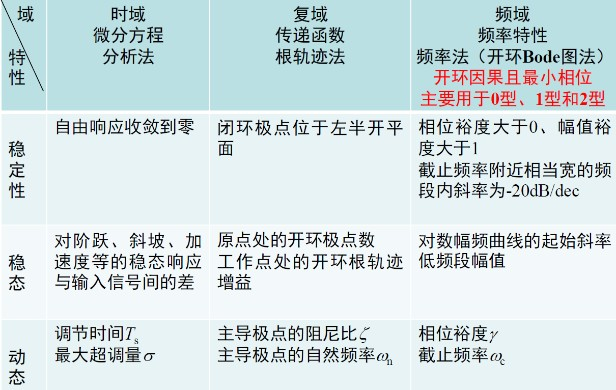 域
特性
时域
微分方程
分析法
复域
传递函数
根轨迹法
频域
频率特性
频率法（开环Bode图法）
开环因果且最小相位
主要用于0型、1型和2型
稳定性
自由响应收敛到零
闭环极点位于左半开平
面
相位裕度大于0、幅值裕
度大于1
截止频率附近相当宽的频
段内斜率为-20dB/dec
稳态
对阶跃、斜坡、加
速度等的稳态响应
与输入信号间的差
原点处的开环极点数
工作点处的开环根轨迹
增益
对数幅频曲线的起始斜率
低频段幅值
动态
调节时间Ts
最大超调量σ
主导极点的阻尼比ζ
主导极点的自然频率ωn
相位裕度γ
截止频率ωc